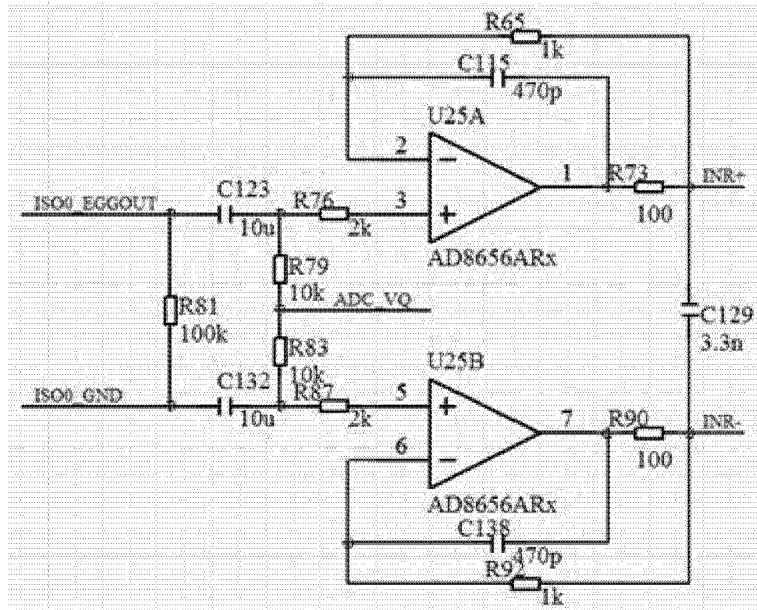 R65
1k
C115
470p
U25A
2
1
R73
INR+
ISO0_EGGOUT
C123
R76
3
10u
2k
100
AD8656ARx
R79
10k
R81
ADC_VQ
100k
C129
3.3n
R83
10k
U25B
C132
R87
ISO0_GND
5
10u
2k
7
R90
INR-
6
100
AD8656ARx
C138
470p
R92
1k